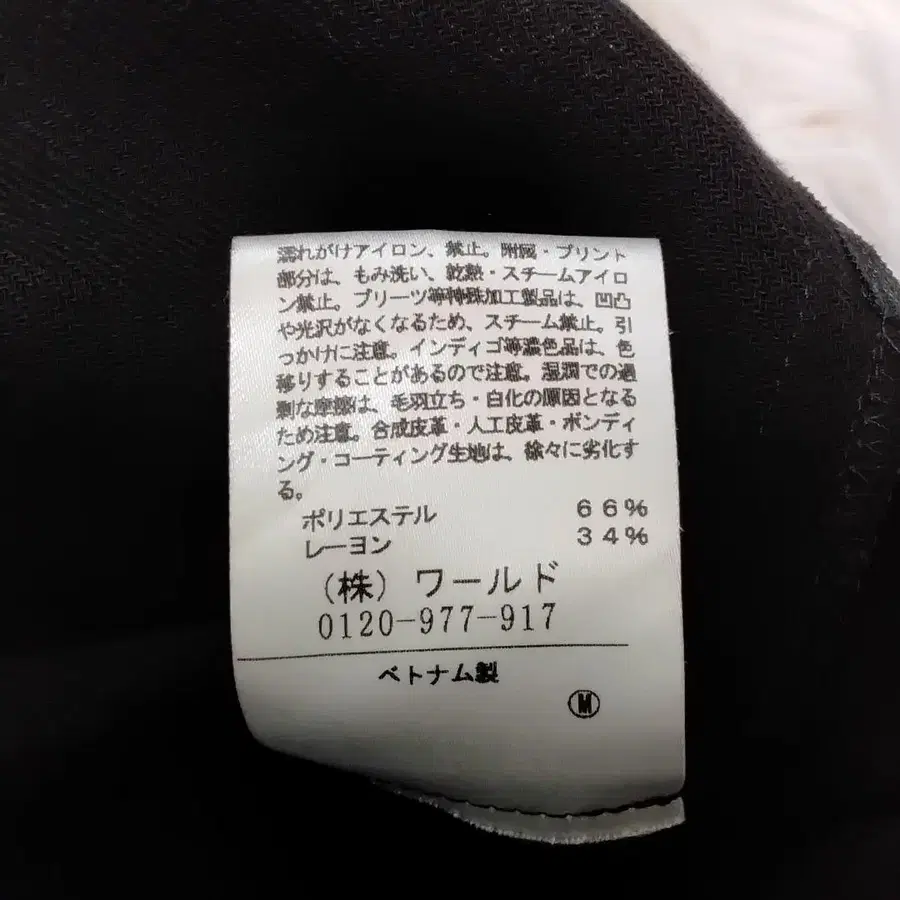 濡れがけアイロン、禁止。附属・プリント
部分は、もみ洗い、乾熱・スチームアイロ
ン禁止。プリーツ等特殊加工製品は、凹凸
や光沢がなくなるため、スチーム禁止。引
っかけに注意。インディゴ等濃色品は、色
移りすることがあるので注意。湿潤での過
剰な摩擦は、毛羽立ち・白化の原因となる
ため注意。合成皮革・人工皮革・ボンディ
ング・コーティング生地は、徐々に劣化す
る。
ポリエステル 66%
レーヨン 34%
(株) ワールド
0120-977-917
ベトナム製
M